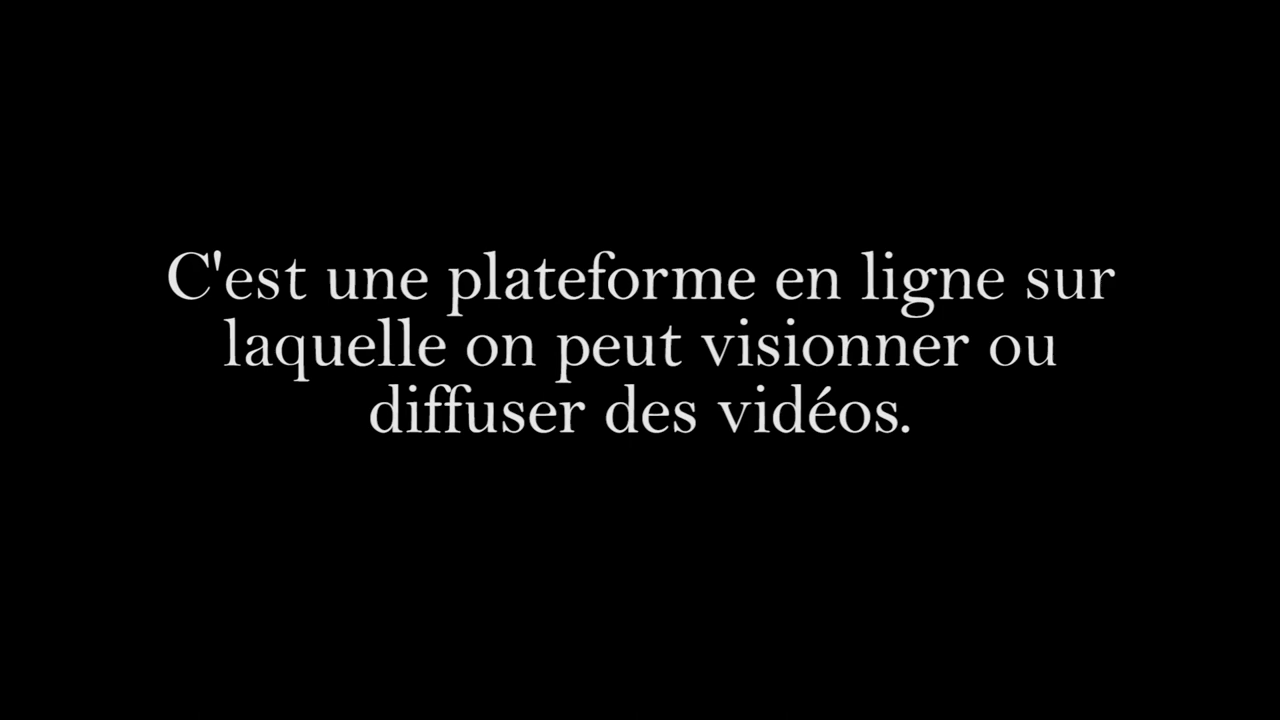 C'est une plateforme en ligne sur
laquelle on peut visionner ou
diffuser des vidéos.